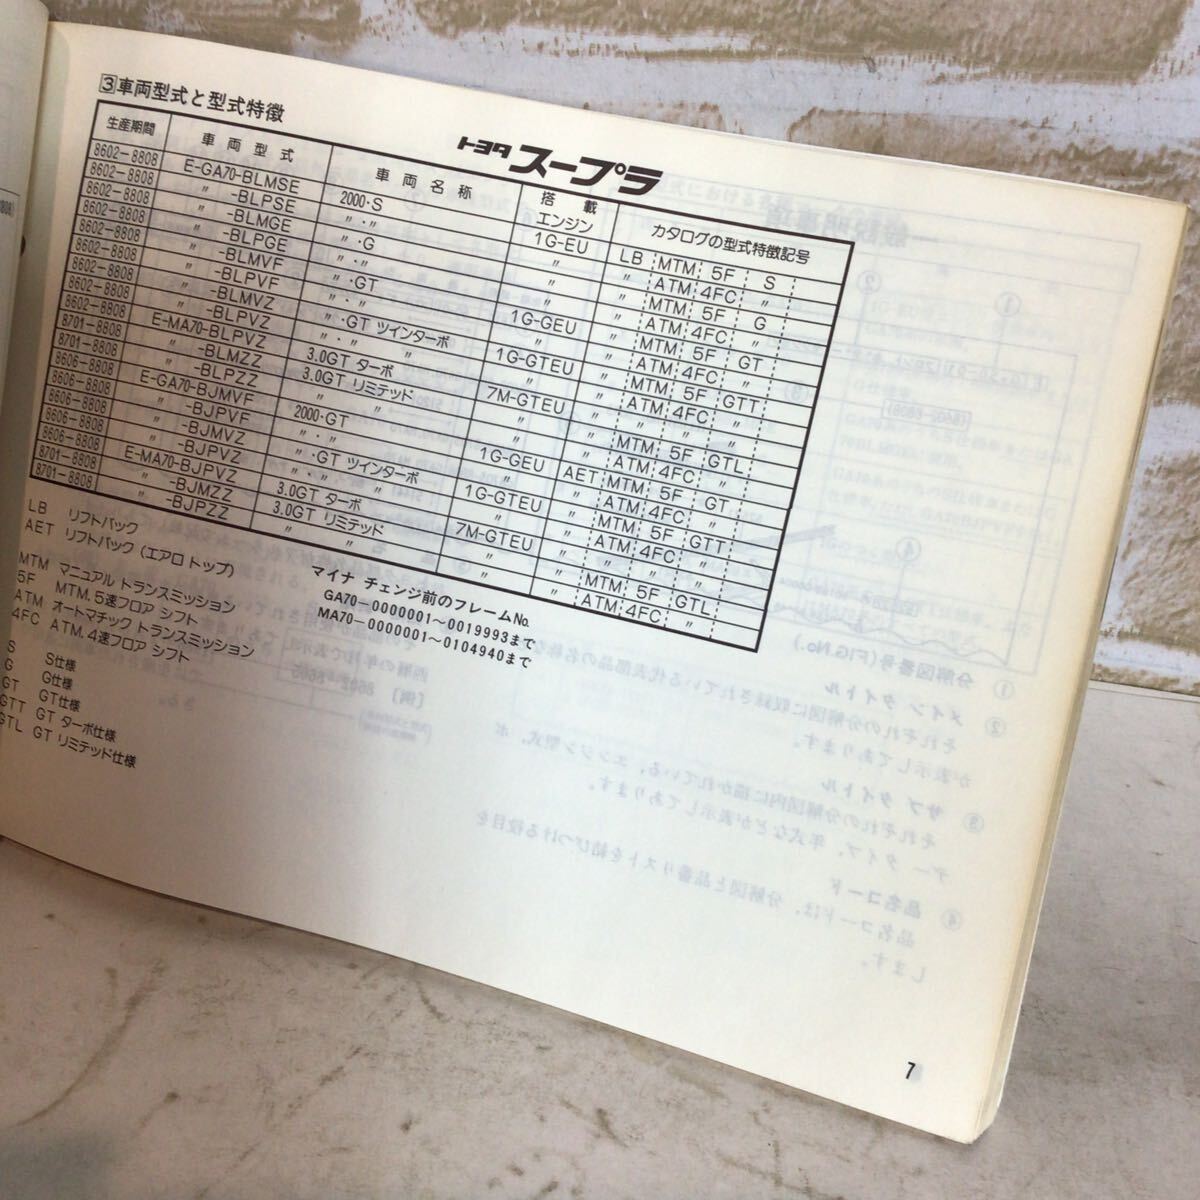 ③車両型式と型式特徴
トヨタ スープラ
生産期間 車両型式 車両名称 搭載エンジン カタログの型式特徴記号
8602-8808 E-GA70-BLMSE 2000·S 1G-EU LB MTM 5F S
8602-8808 〃 -BLPSE 〃·〃 〃 〃 ATM 4FC 〃
8602-8808 〃 -BLMGE 〃·G 〃 〃 MTM 5F G
8602-8808 〃 -BLPGE 〃·〃 〃 〃 ATM 4FC 〃
8602-8808 〃 -BLMVF 〃·GT 1G-GEU 〃 MTM 5F GT
8602-8808 〃 -BLPVF 〃·〃 〃 〃 ATM 4FC 〃
8602-8808 〃 -BLMVZ 〃·GT ツインターボ 1G-GTEU 〃 MTM 5F GTT
8602-8808 〃 -BLPVZ 〃·〃 〃 〃 〃 ATM 4FC 〃
8602-8808 E-MA70-BLPVZ 3.0GT ターボ 7M-GTEU 〃 〃 〃 〃
8701-8808 〃 -BLMZZ 3.0GT リミテッド 〃 〃 MTM 5F GTL
8701-8808 〃 -BLPZZ 〃 〃 〃 〃 ATM 4FC 〃
8606-8808 E-GA70-BJMVF 2000·GT 1G-GEU AET MTM 5F GT
8606-8808 〃 -BJPVF 〃·〃 〃 〃 ATM 4FC 〃
8606-8808 〃 -BJMVZ 〃·GT ツインターボ 1G-GTEU 〃 MTM 5F GTT
8606-8808 〃 -BJPVZ 〃·〃 〃 〃 〃 ATM 4FC 〃
8606-8808 E-MA70-BJPVZ 3.0GT ターボ 7M-GTEU 〃 〃 〃 〃
8701-8808 〃 -BJMZZ 3.0GT リミテッド 〃 〃 MTM 5F GTL
8701-8808 〃 -BJPZZ 〃 〃 〃 〃 ATM 4FC 〃
LB リフトバック
AET リフトバック(エアロ トップ)
MTM マニュアル トランスミッション
5F MTM.5速フロア シフト
ATM オートマチック トランスミッション
4FC ATM.4速フロア シフト
S S仕様
G G仕様
GT GT仕様
GTT GT ターボ仕様
GTL GT リミテッド仕様
マイナ チェンジ前のフレームNo.
GA70-0000001〜0019993まで
MA70-0000001〜0104940まで
7